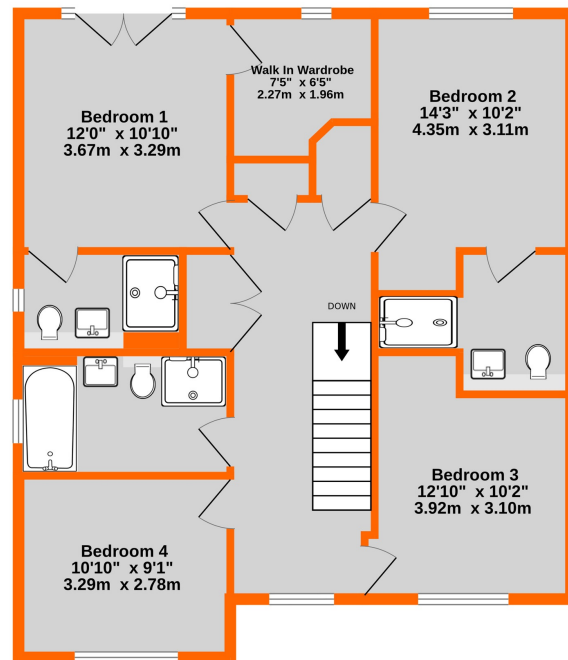 Bedroom 1
12'0" x 10'10"
3.67m x 3.29m
Walk In Wardrobe
7'5" x 6'5"
2.27m x 1.96m
Bedroom 2
14'3" x 10'2"
4.35m x 3.11m
DOWN
Bedroom 3
12'10" x 10'2"
3.92m x 3.10m
Bedroom 4
10'10" x 9'1"
3.29m x 2.78m